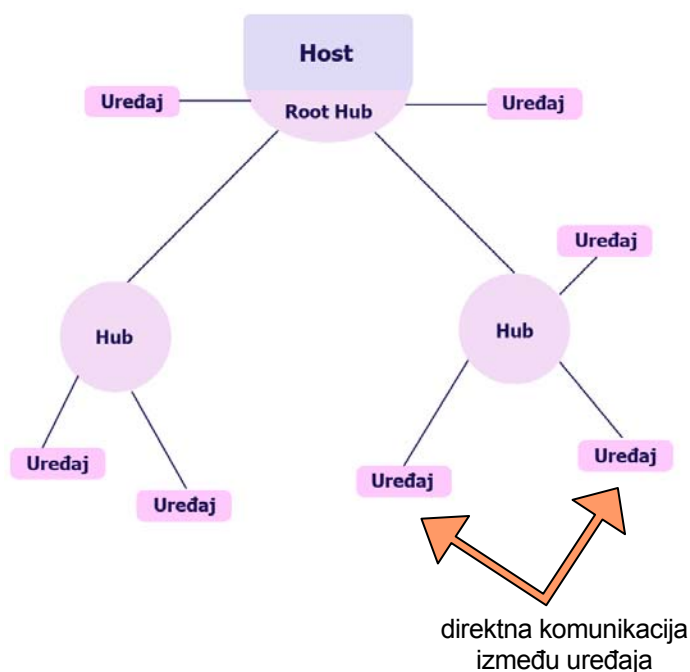 Host
Uređaj
Root Hub
Uređaj
Uređaj
Hub
Hub
Uređaj
Uređaj
Uređaj
Uređaj
direktna komunikacija
između uređaja